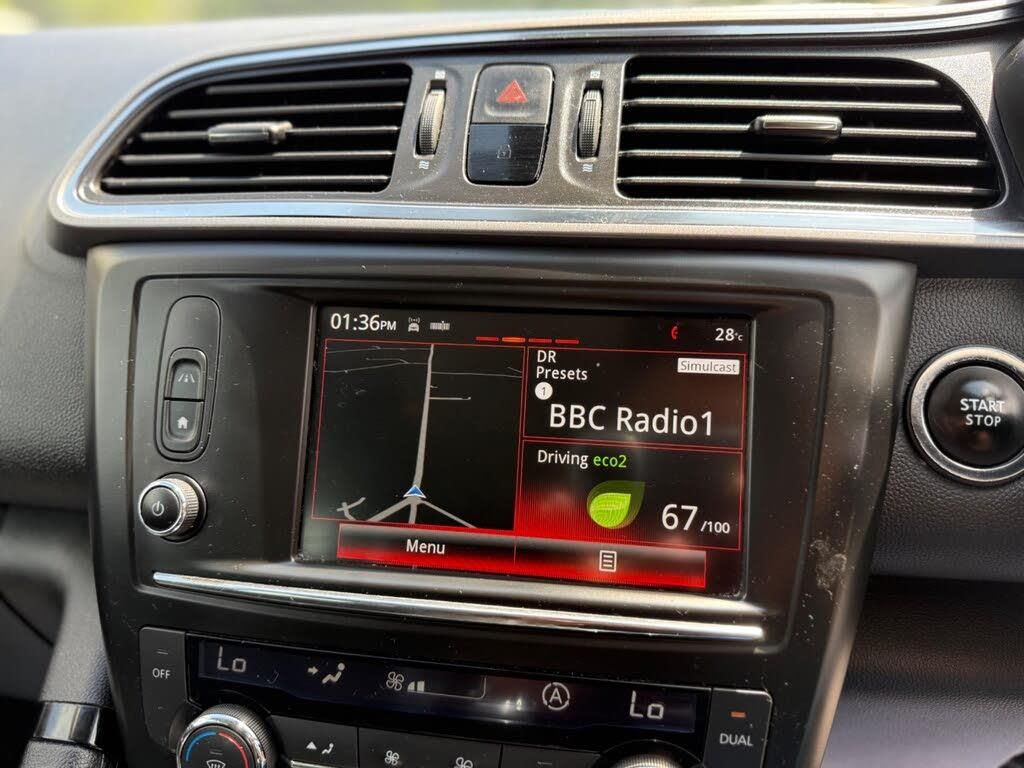 01:36PM
28°c
DR
Presets
Simulcast
1
BBC Radio1
Driving eco2
67/100
Menu
START
STOP
OFF
Lo
A
Lo
DUAL